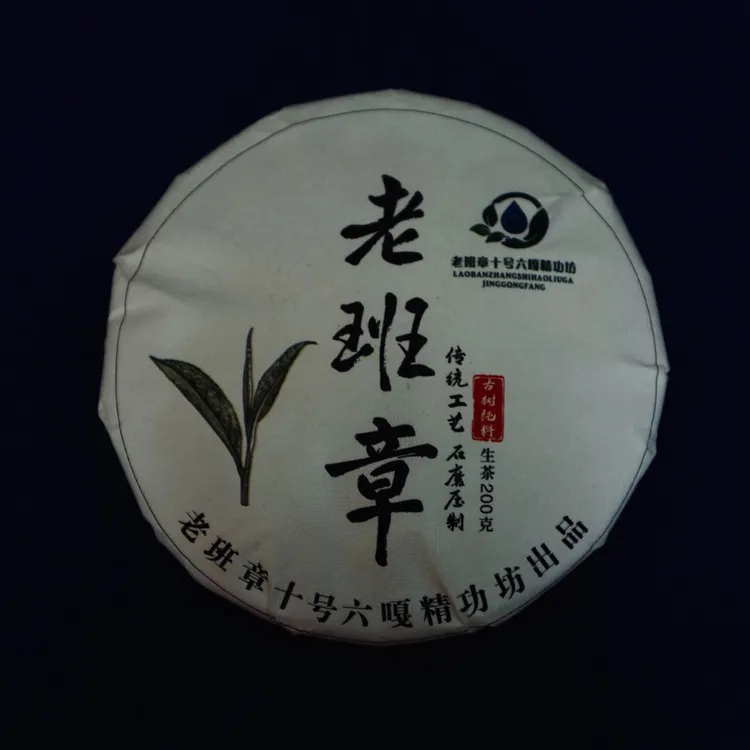 老班章
老班章十号六嘎精功坊
LAOBANZHANGSHIHAOLIUGA
JINGGONGFANG
传统工艺 石磨压制
古树纯料
生茶200克
老班章十号六嘎精功坊出品